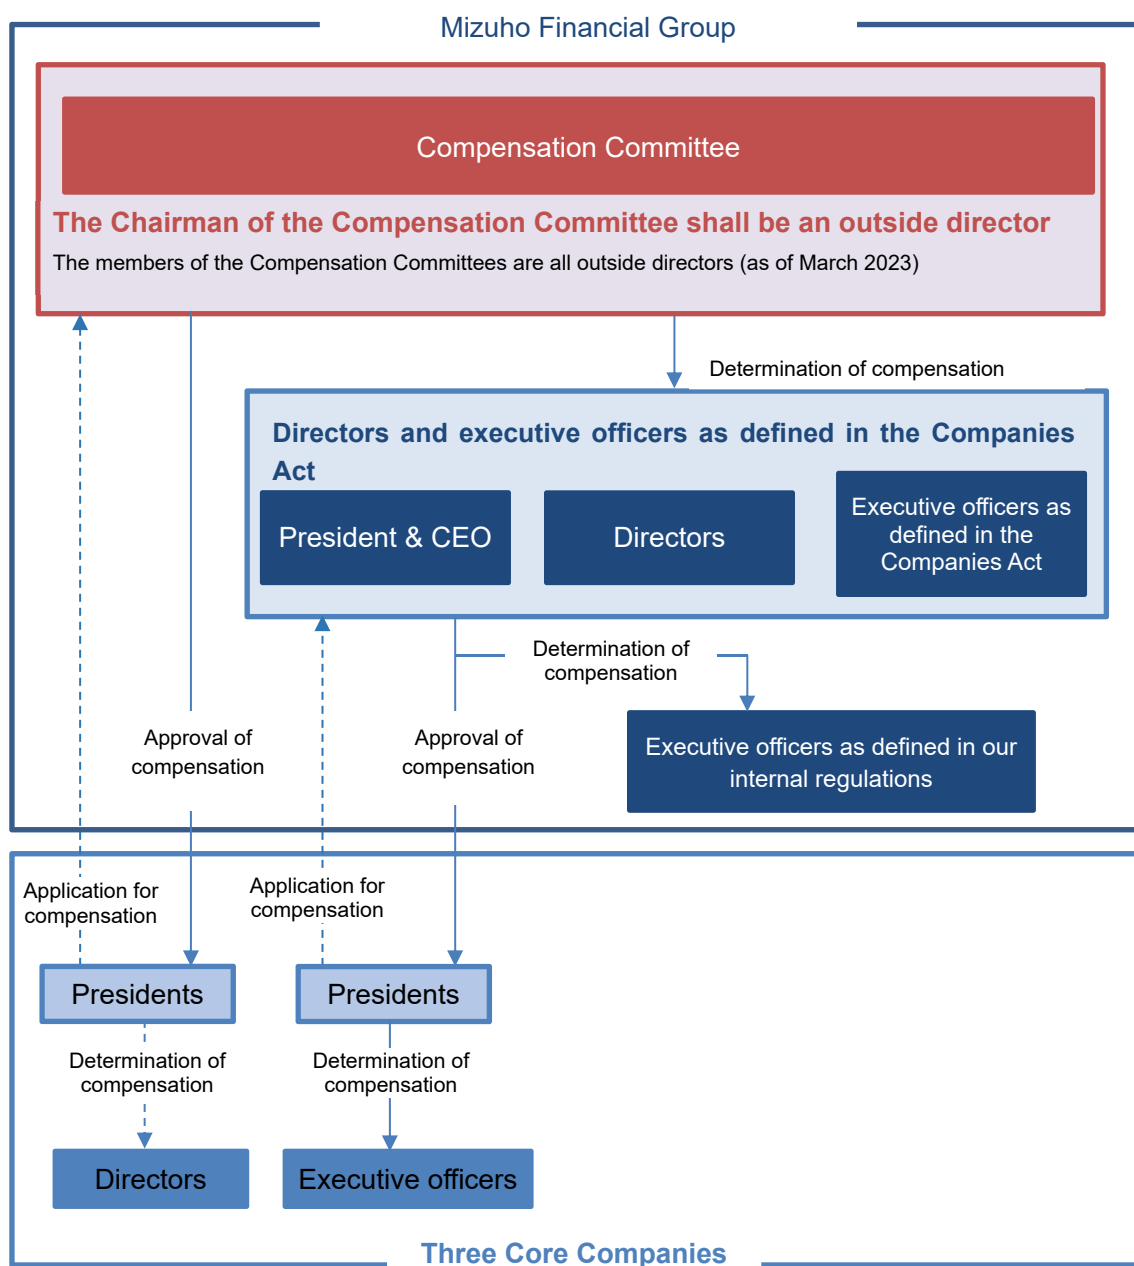 Mizuho Financial Group
Compensation Committee
The Chairman of the Compensation Committee shall be an outside director
The members of the Compensation Committees are all outside directors (as of March 2023)
Determination of compensation
Directors and executive officers as defined in the Companies
Act
President & CEO
Directors
Executive officers as
defined in the
Companies Act
Determination of
compensation
Approval of
compensation
Approval of
compensation
Executive officers as defined in our
internal regulations
Application for
compensation
Application for
compensation
Presidents
Presidents
Determination of
compensation
Determination of
compensation
Directors
Executive officers
Three Core Companies